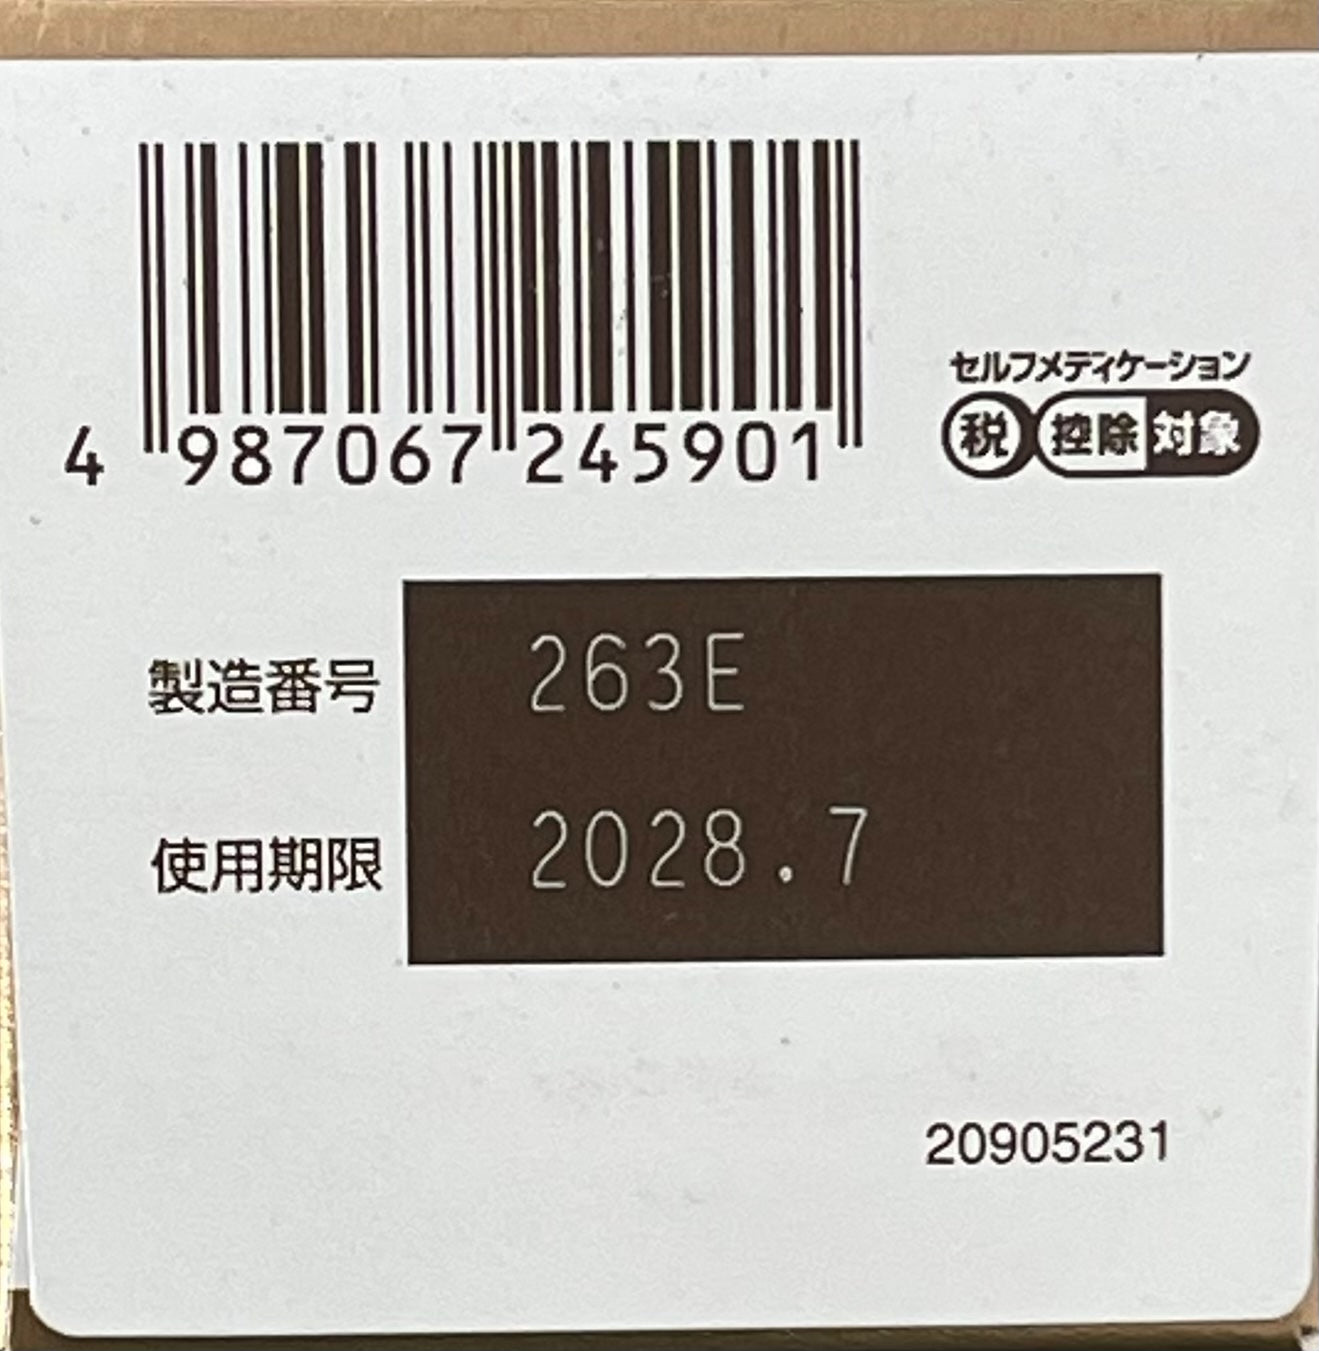 4 987067 245901
セルフメディケーション
税 控除 対象
製造番号 263E
使用期限 2028.7
20905231